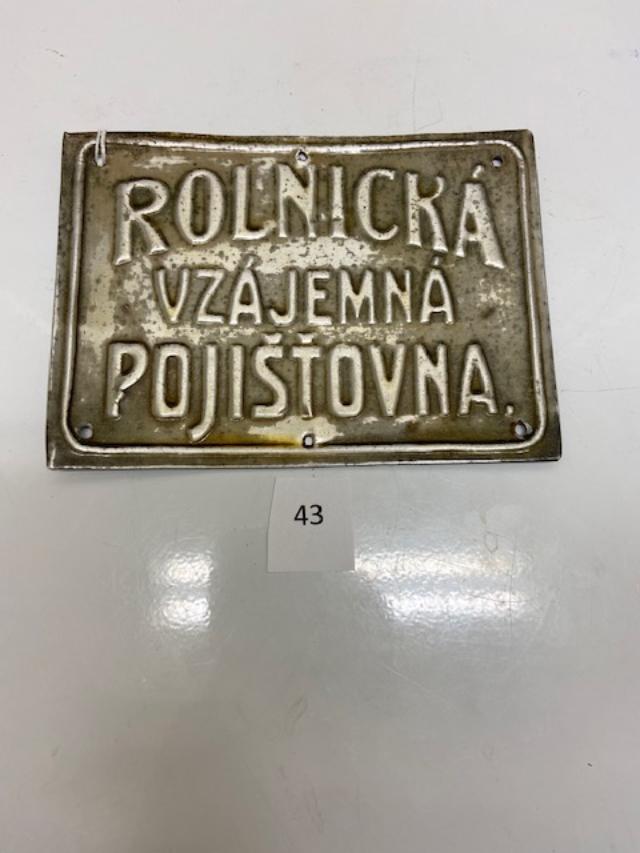 ROLNICKÁ
VZÁJEMNÁ
POJIŠŤOVNA.
43